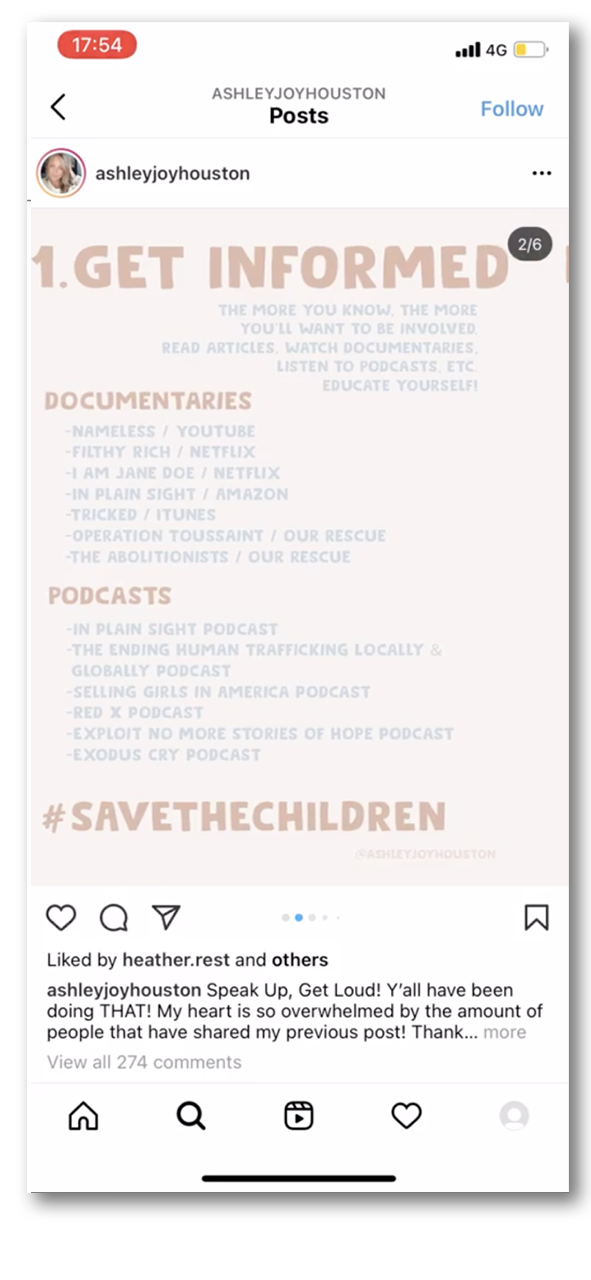 17:54
4G
ASHLEYJOYHOUSTON
Posts
Follow
ashleyjoyhouston
2/6
1. GET INFORMED
THE MORE YOU KNOW, THE MORE
YOU'LL WANT TO BE INVOLVED.
READ ARTICLES, WATCH DOCUMENTARIES,
LISTEN TO PODCASTS, ETC.
EDUCATE YOURSELF!
DOCUMENTARIES
-NAMELESS / YOUTUBE
-FILTHY RICH / NETFLIX
-I AM JANE DOE / NETFLIX
-IN PLAIN SIGHT / AMAZON
-TRICKED / ITUNES
-OPERATION TOUSSAINT / OUR RESCUE
-THE ABOLITIONISTS / OUR RESCUE
PODCASTS
-IN PLAIN SIGHT PODCAST
-THE ENDING HUMAN TRAFFICKING LOCALLY &
GLOBALLY PODCAST
-SELLING GIRLS IN AMERICA PODCAST
-RED X PODCAST
-EXPLOIT NO MORE STORIES OF HOPE PODCAST
-EXODUS CRY PODCAST
#SAVETHECHILDREN
@ASHLEYJOYHOUSTON
Liked by heather.rest and others
ashleyjoyhouston Speak Up, Get Loud! Y'all have been
doing THAT! My heart is so overwhelmed by the amount of
people that have shared my previous post! Thank... more
View all 274 comments